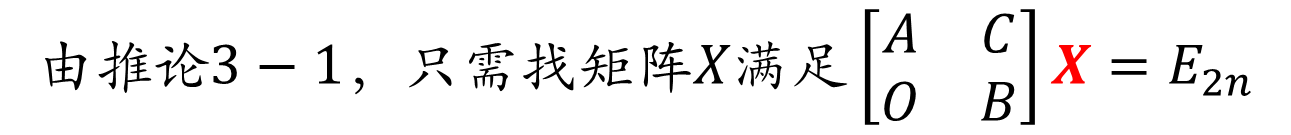 由推论3 − 1，只需找矩阵X满足 [A C; O B] X = E₂ₙ